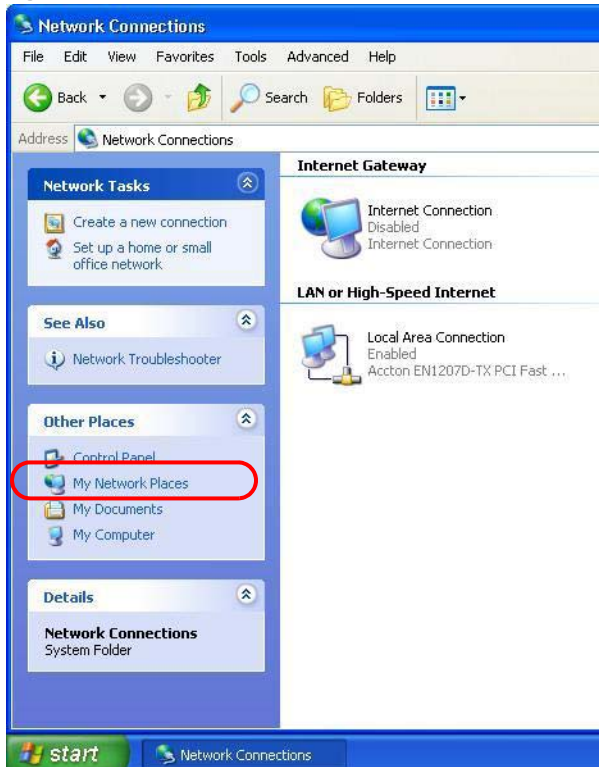 Network Connections
File Edit View Favorites Tools Advanced Help
Back Search Folders
Address Network Connections
Network Tasks
Create a new connection
Set up a home or small
office network
See Also
Network Troubleshooter
Other Places
Control Panel
My Network Places
My Documents
My Computer
Details
Network Connections
System Folder
Internet Gateway
Internet Connection
Disabled
Internet Connection
LAN or High-Speed Internet
Local Area Connection
Enabled
Accton EN1207D-TX PCI Fast ...
start Network Connections